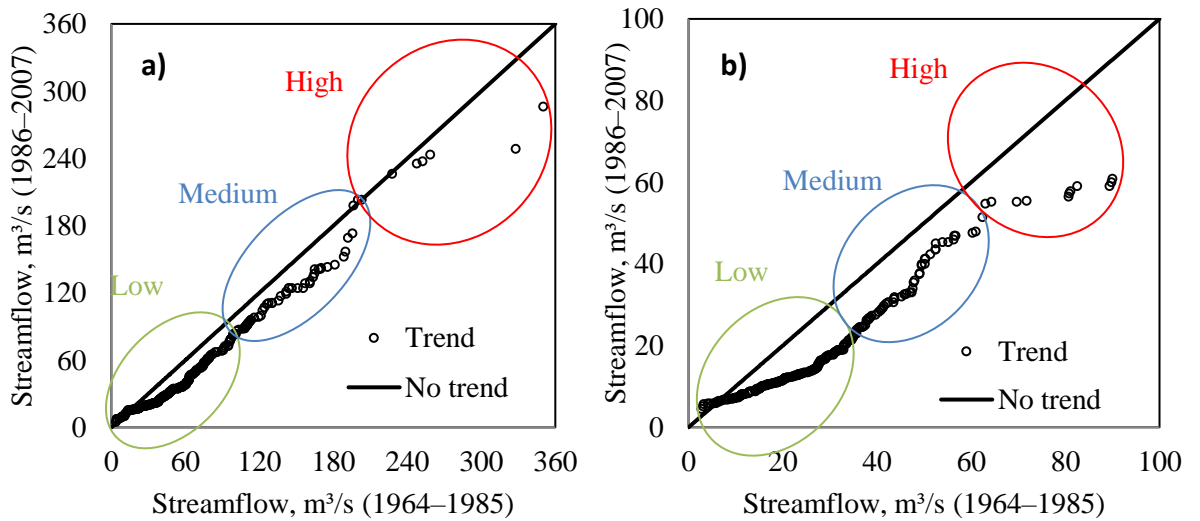 a)
Streamflow, m³/s (1986–2007)
360
300
240
180
120
60
0
High
Medium
Low
Trend
No trend
0 60 120 180 240 300 360
Streamflow, m³/s (1964–1985)
b)
Streamflow, m³/s (1986–2007)
100
80
60
40
20
0
High
Medium
Low
Trend
No trend
0 20 40 60 80 100
Streamflow, m³/s (1964–1985)